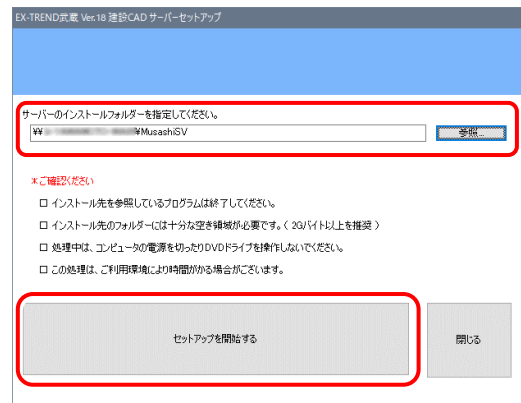 EX-TREND武蔵 Ver.18 建設CAD サーバーセットアップ
サーバーのインストールフォルダーを指定してください。
¥¥ ¥MusashiSV
参照...
*ご確認ください
□ インストール先を参照しているプログラムは終了してください。
□ インストール先のフォルダーには十分な空き領域が必要です。( 2Gバイト以上を推奨 )
□ 処理中は、コンピュータの電源を切ったりDVDドライブを操作しないでください。
□ この処理は、ご利用環境により時間がかる場合がございます。
セットアップを開始する
閉じる